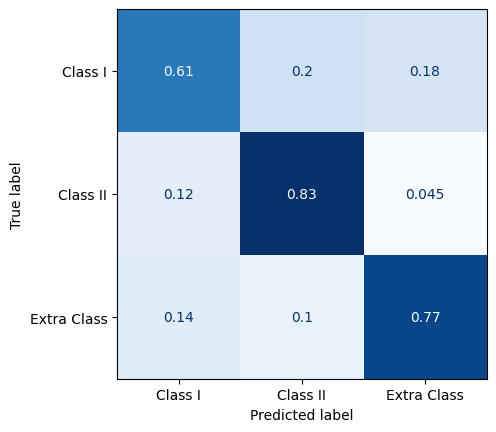 True label
Class I
0.61 0.2 0.18
Class II
0.12 0.83 0.045
Extra Class
0.14 0.1 0.77
Class I Class II Extra Class
Predicted label